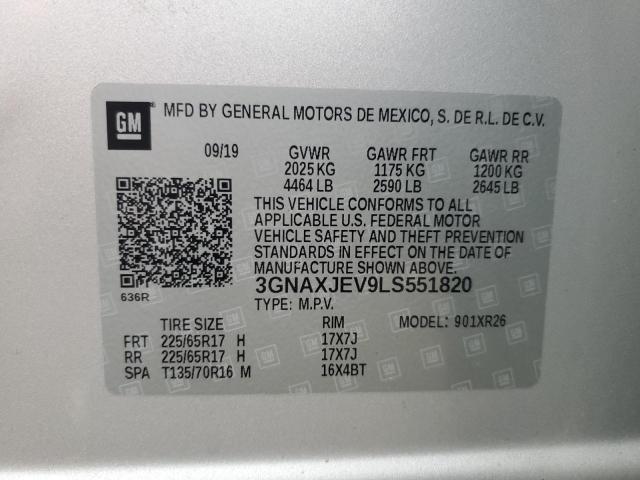 GM
MFD BY GENERAL MOTORS DE MEXICO, S. DE R.L. DE C.V.
09/19 GVWR GAWR FRT GAWR RR
2025 KG 1175 KG 1200 KG
4464 LB 2590 LB 2645 LB
THIS VEHICLE CONFORMS TO ALL
APPLICABLE U.S. FEDERAL MOTOR
VEHICLE SAFETY AND THEFT PREVENTION
STANDARDS IN EFFECT ON THE DATE OF
MANUFACTURE SHOWN ABOVE.
3GNAXJEV9LS551820
636R
TYPE: M.P.V.
TIRE SIZE RIM MODEL: 901XR26
FRT 225/65R17 H 17X7J
RR 225/65R17 H 17X7J
SPA T135/70R16 M 16X4BT